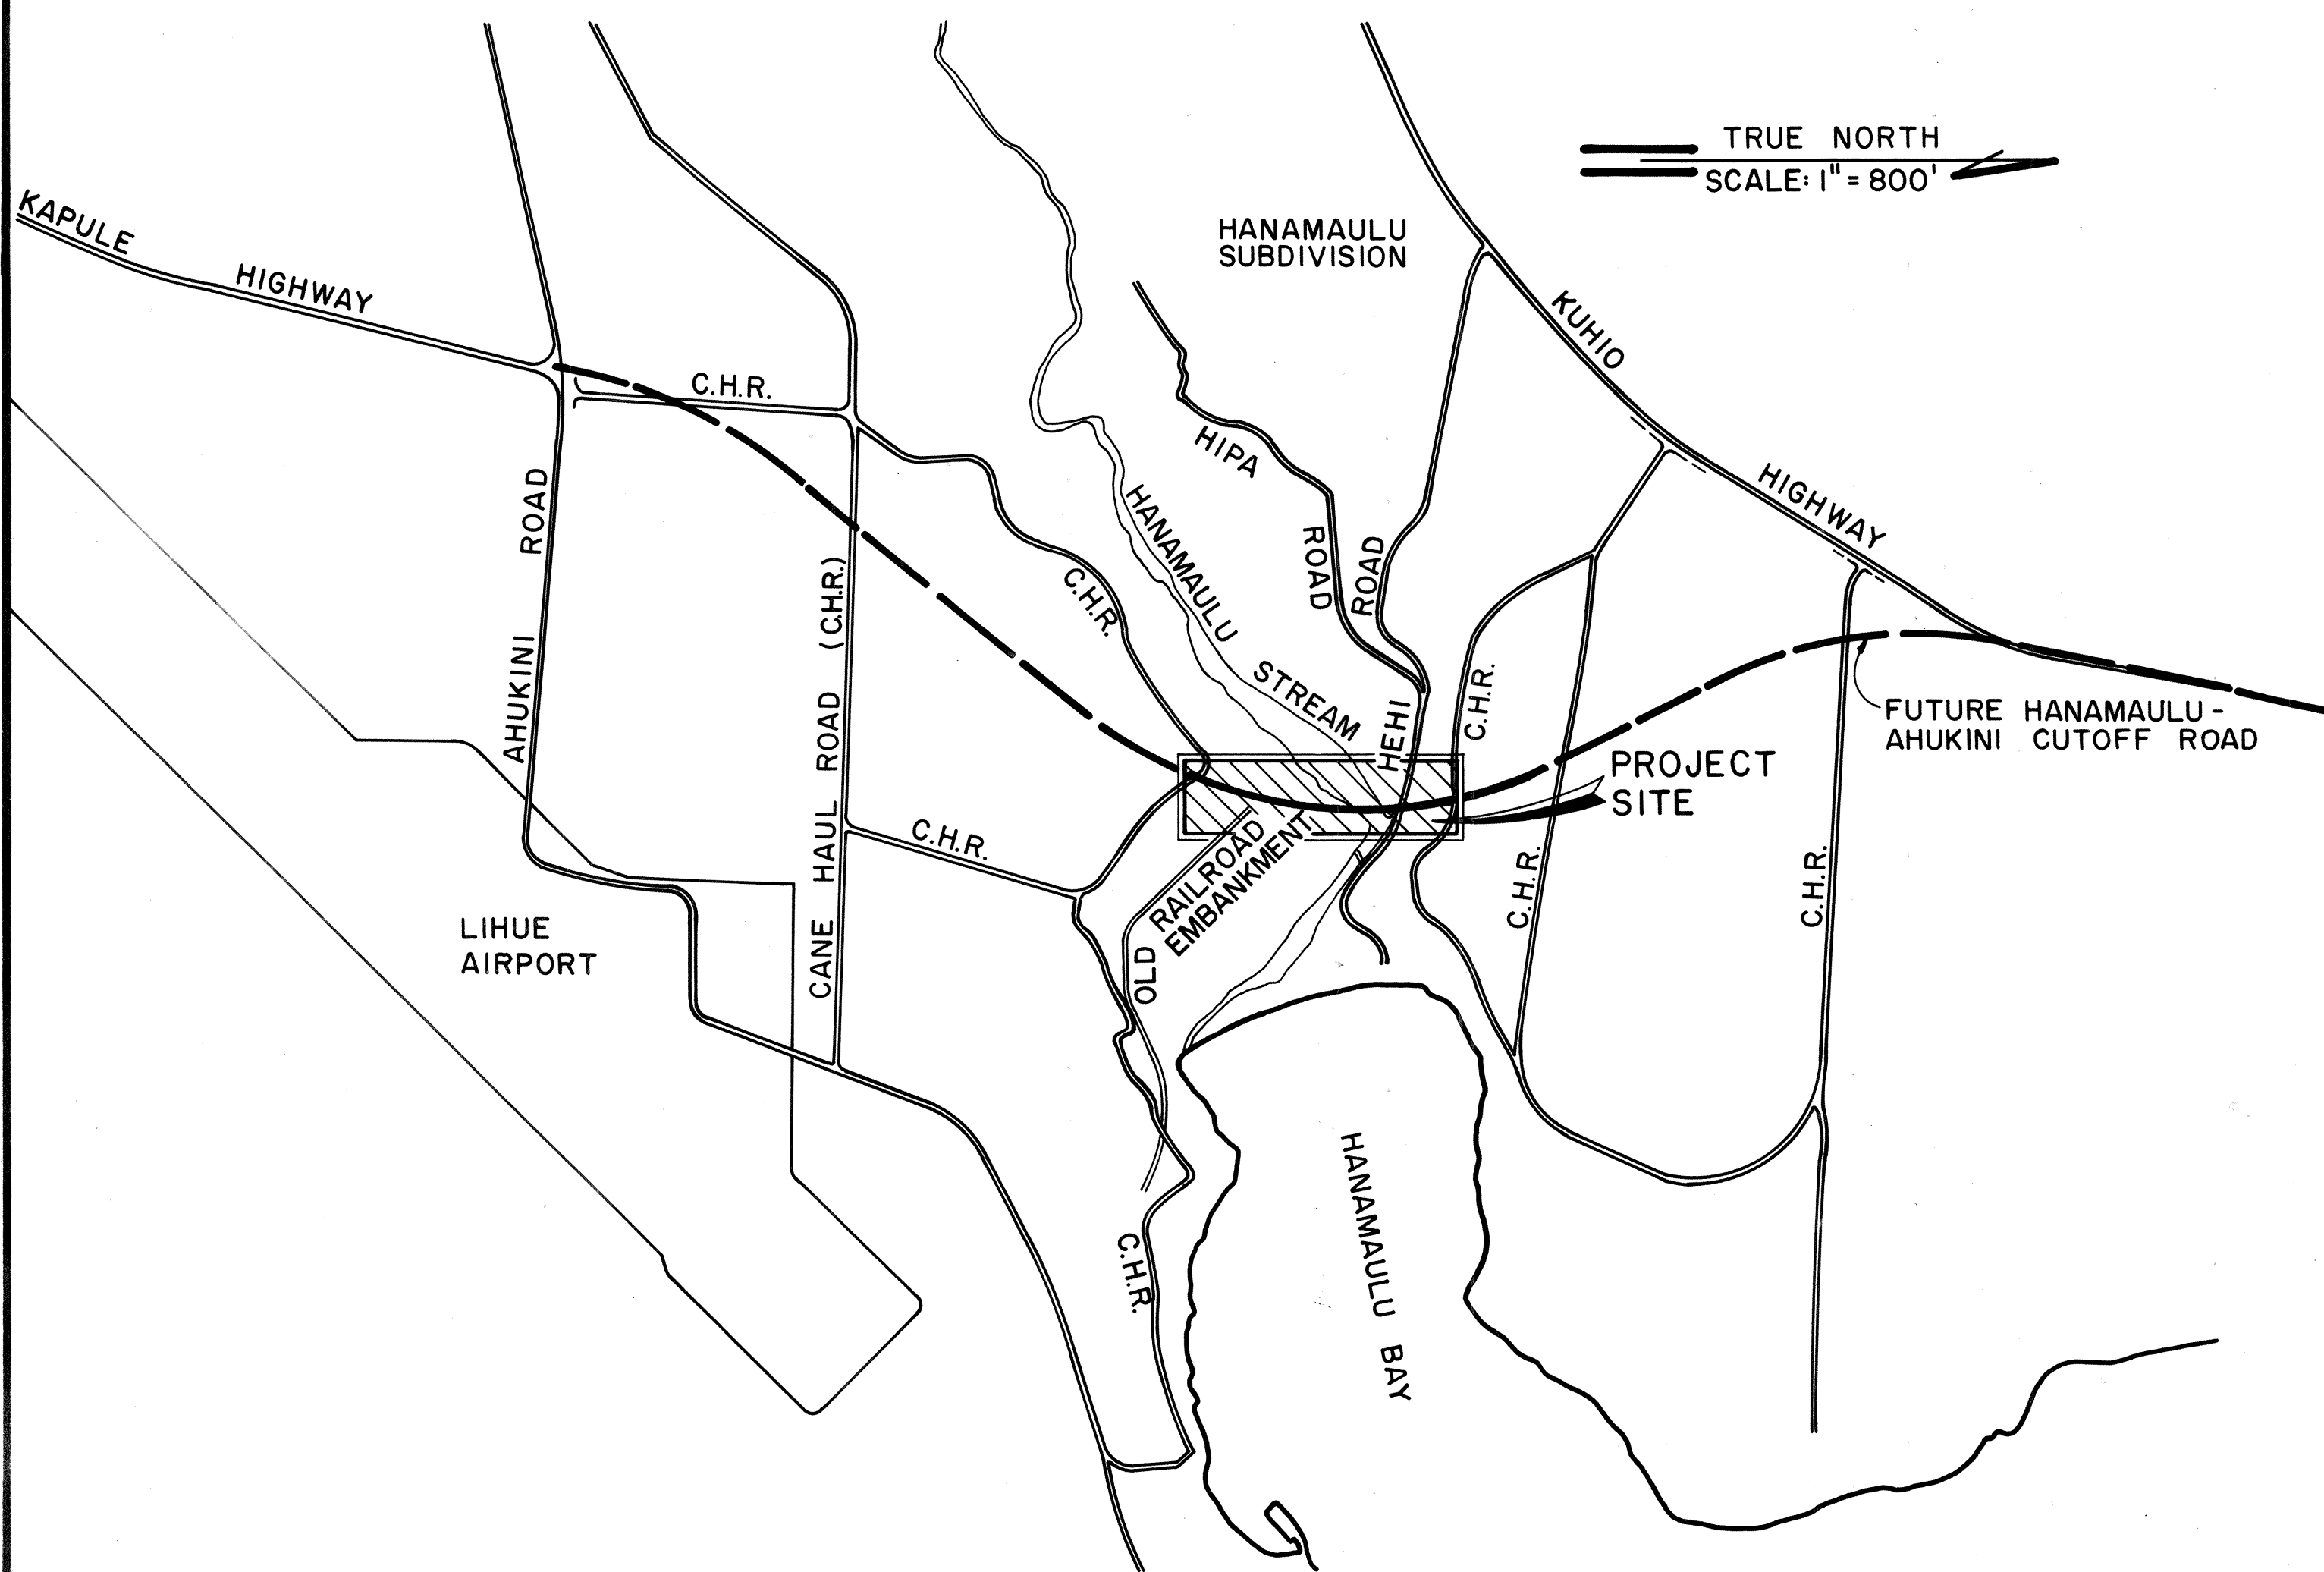 TRUE NORTH
SCALE: 1" = 800'
KAPULE HIGHWAY
HANAMAULU
SUBDIVISION
KUHIO HIGHWAY
C.H.R.
HIPA ROAD
AHUKINI ROAD
CANE HAUL ROAD (C.H.R.)
C.H.R.
HANAMAULU STREAM
HEHI ROAD
C.H.R.
FUTURE HANAMAULU-
AHUKINI CUTOFF ROAD
PROJECT
SITE
C.H.R.
OLD RAILROAD
EMBANKMENT
C.H.R.
C.H.R.
LIHUE
AIRPORT
C.H.R.
HANAMAULU BAY